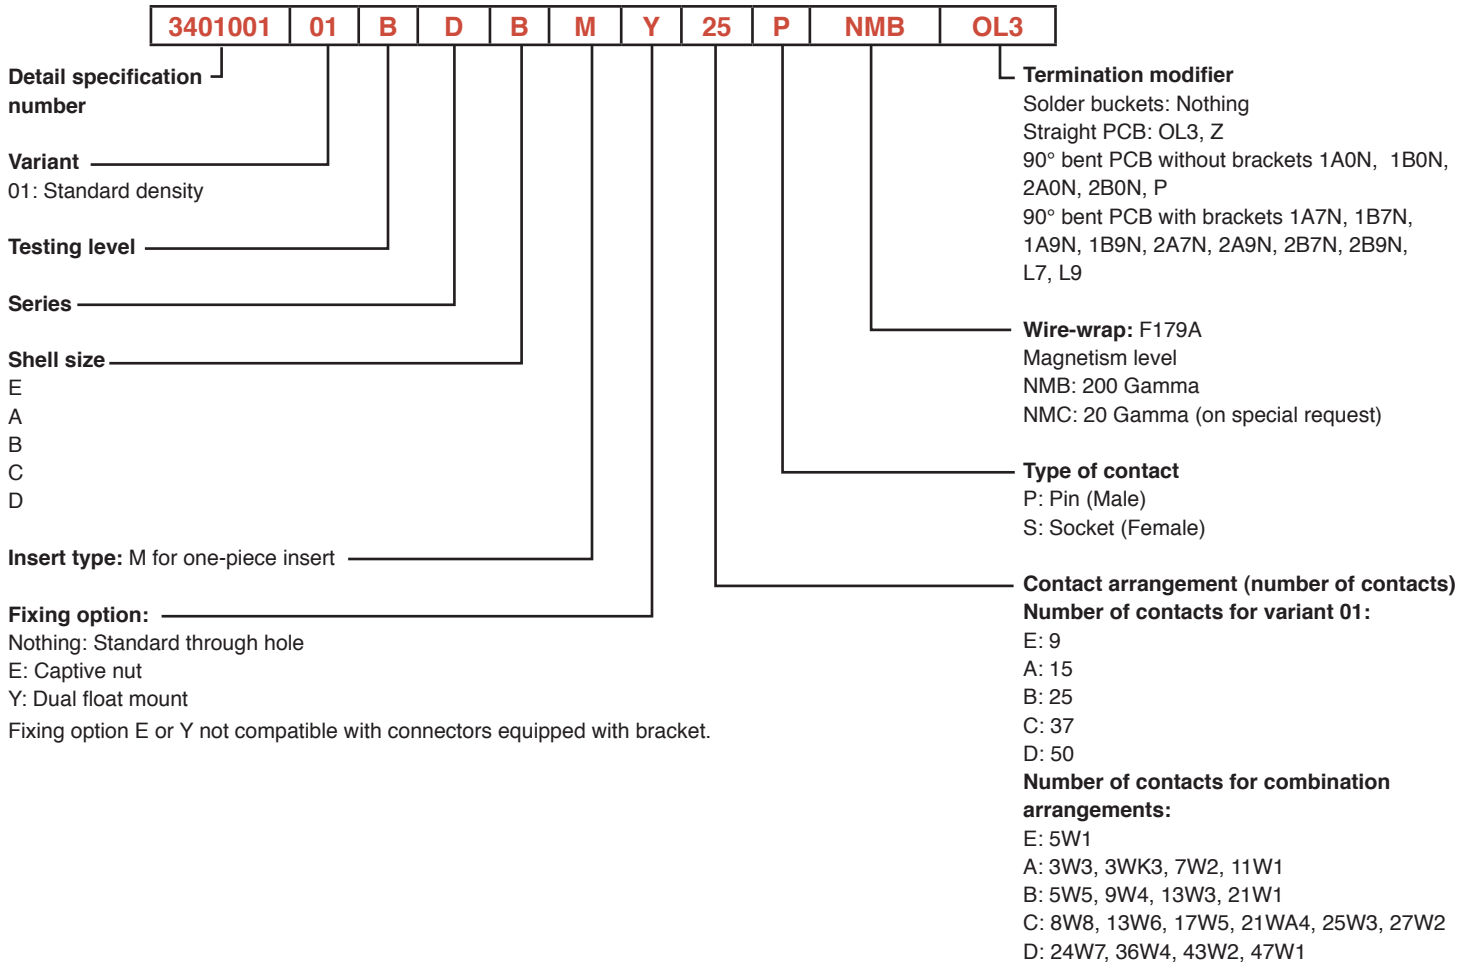 3401001 01 B D B M Y 25 P NMB OL3
Detail specification
number
Variant
01: Standard density
Testing level
Series
Shell size
E
A
B
C
D
Insert type: M for one-piece insert
Fixing option:
Nothing: Standard through hole
E: Captive nut
Y: Dual float mount
Fixing option E or Y not compatible with connectors equipped with bracket.
Termination modifier
Solder buckets: Nothing
Straight PCB: OL3, Z
90° bent PCB without brackets 1A0N, 1B0N,
2A0N, 2B0N, P
90° bent PCB with brackets 1A7N, 1B7N,
1A9N, 1B9N, 2A7N, 2A9N, 2B7N, 2B9N,
L7, L9
Wire-wrap: F179A
Magnetism level
NMB: 200 Gamma
NMC: 20 Gamma (on special request)
Type of contact
P: Pin (Male)
S: Socket (Female)
Contact arrangement (number of contacts)
Number of contacts for variant 01:
E: 9
A: 15
B: 25
C: 37
D: 50
Number of contacts for combination
arrangements:
E: 5W1
A: 3W3, 3WK3, 7W2, 11W1
B: 5W5, 9W4, 13W3, 21W1
C: 8W8, 13W6, 17W5, 21WA4, 25W3, 27W2
D: 24W7, 36W4, 43W2, 47W1